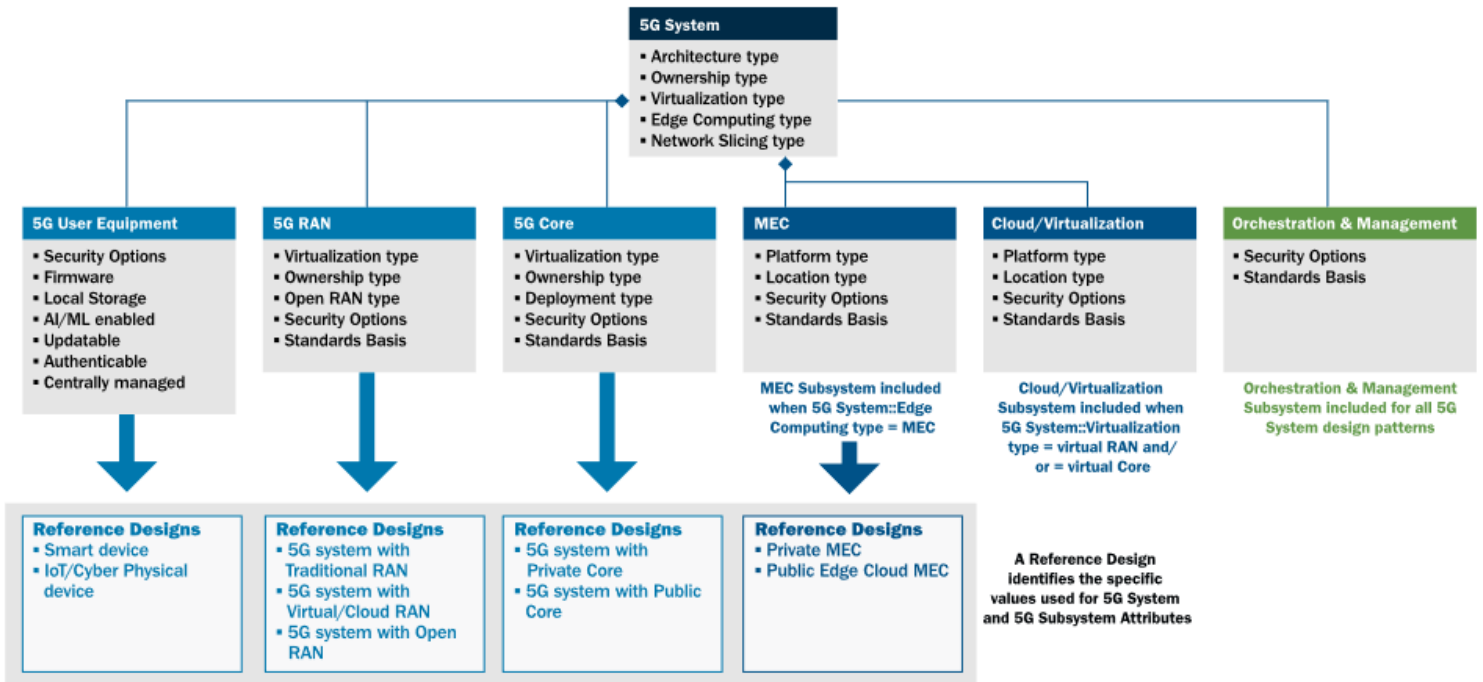 5G System
▪ Architecture type
▪ Ownership type
▪ Virtualization type
▪ Edge Computing type
▪ Network Slicing type
5G User Equipment
▪ Security Options
▪ Firmware
▪ Local Storage
▪ AI/ML enabled
▪ Updatable
▪ Authenticable
▪ Centrally managed
5G RAN
▪ Virtualization type
▪ Ownership type
▪ Open RAN type
▪ Security Options
▪ Standards Basis
5G Core
▪ Virtualization type
▪ Ownership type
▪ Deployment type
▪ Security Options
▪ Standards Basis
MEC
▪ Platform type
▪ Location type
▪ Security Options
▪ Standards Basis
MEC Subsystem included
when 5G System::Edge
Computing type = MEC
Cloud/Virtualization
▪ Platform type
▪ Location type
▪ Security Options
▪ Standards Basis
Cloud/Virtualization
Subsystem included when
5G System::Virtualization
type = virtual RAN and/
or = virtual Core
Orchestration & Management
▪ Security Options
▪ Standards Basis
Orchestration & Management
Subsystem included for all 5G
System design patterns
Reference Designs
▪ Smart device
▪ IoT/Cyber Physical
device
Reference Designs
▪ 5G system with
Traditional RAN
▪ 5G system with
Virtual/Cloud RAN
▪ 5G system with Open
RAN
Reference Designs
▪ 5G system with
Private Core
▪ 5G system with Public
Core
Reference Designs
▪ Private MEC
▪ Public Edge Cloud MEC
A Reference Design
identifies the specific
values used for 5G System
and 5G Subsystem Attributes